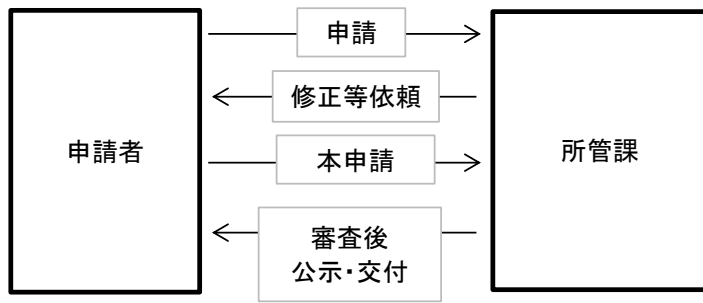 申請
修正等依頼
申請者
本申請
所管課
審査後
公示・交付